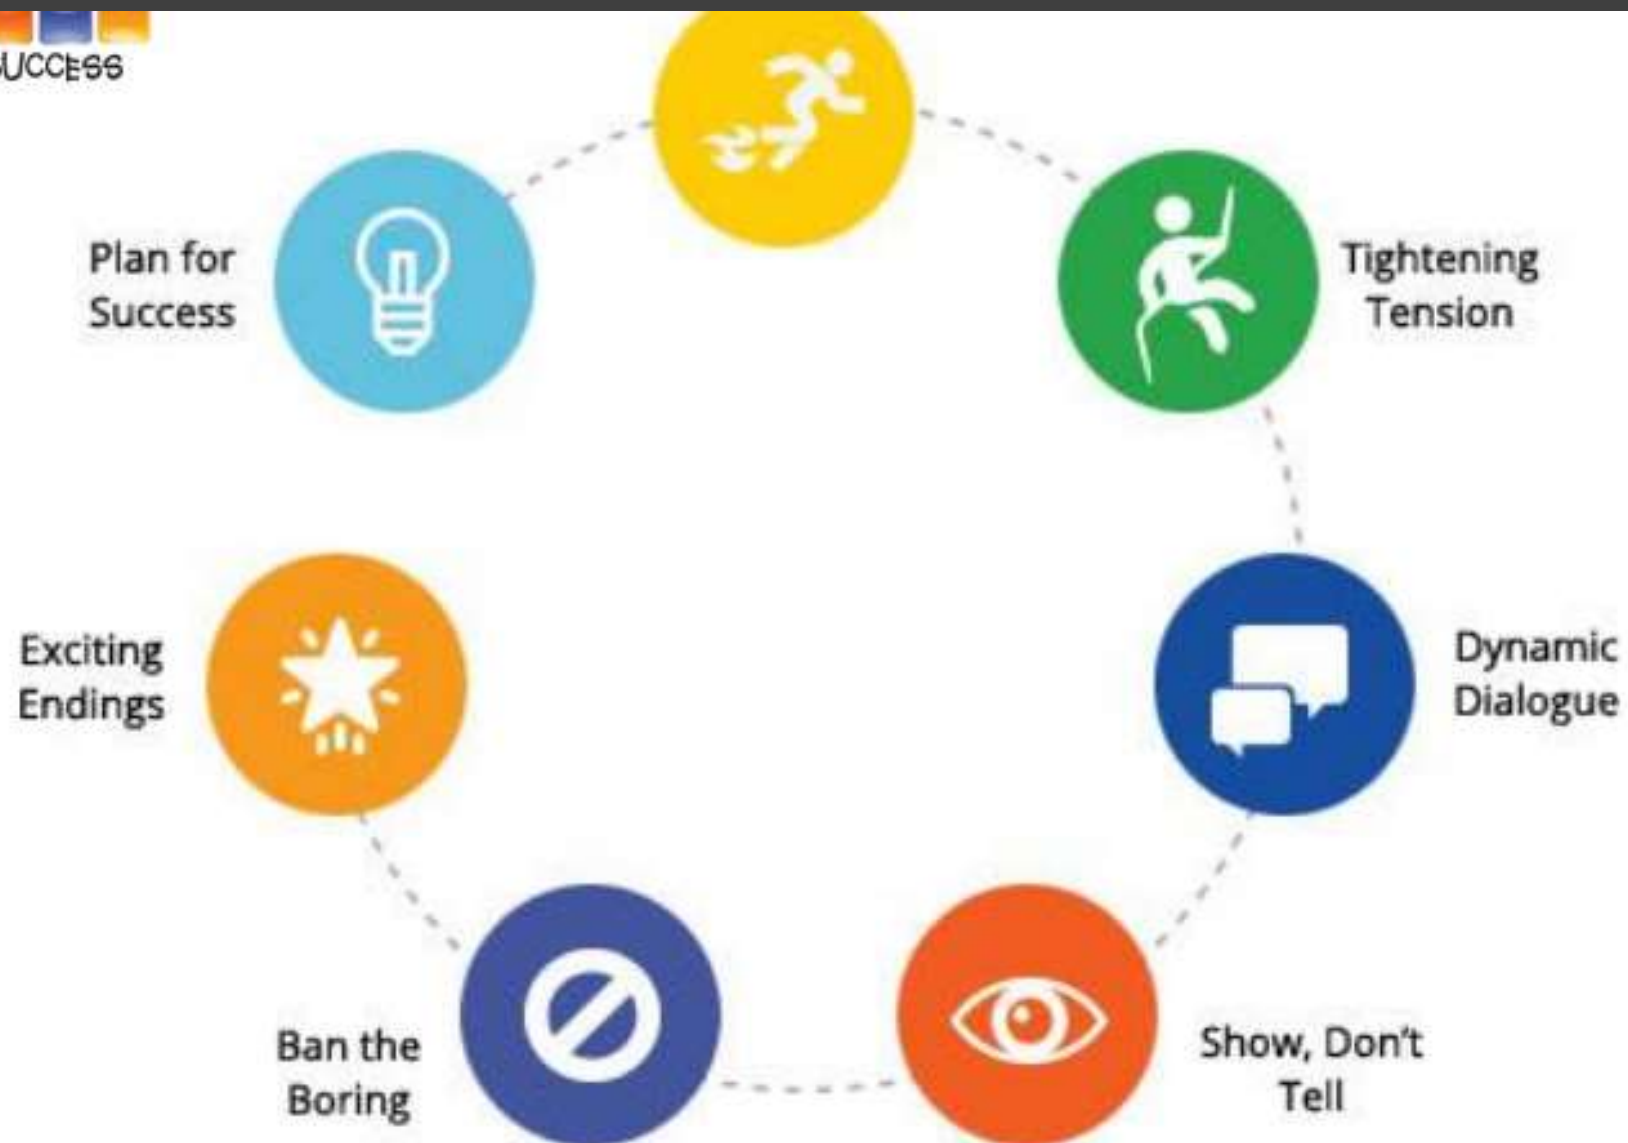 Plan for
Success
Tightening
Tension
Dynamic
Dialogue
Show, Don't
Tell
Ban the
Boring
Exciting
Endings
UCCESS